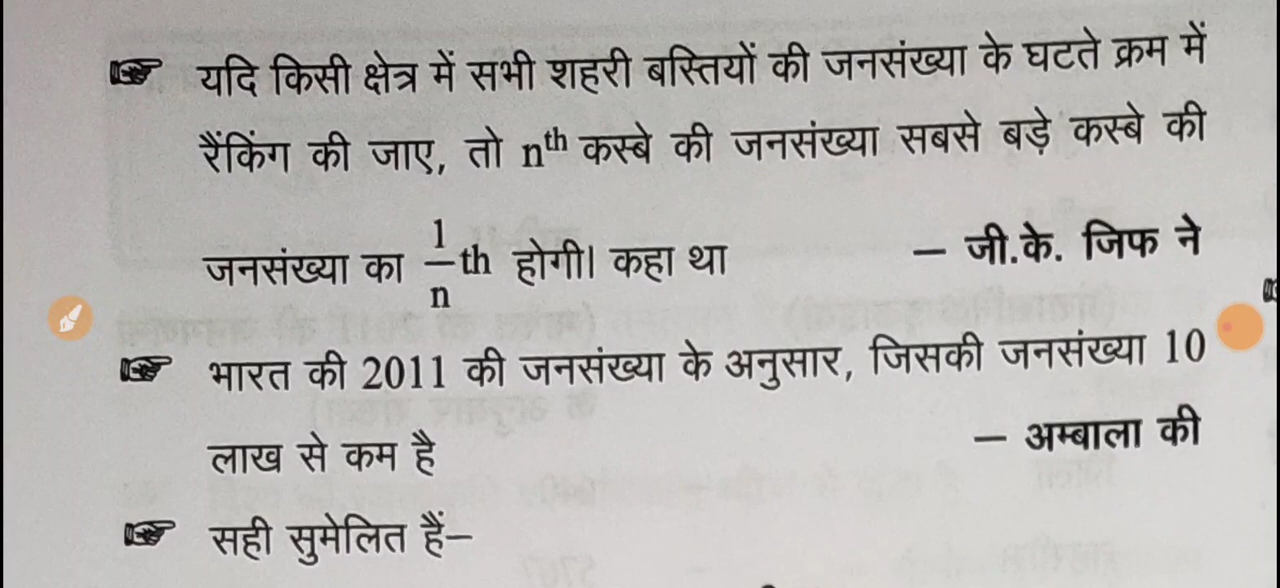 ☞ यदि किसी क्षेत्र में सभी शहरी बस्तियों की जनसंख्या के घटते क्रम में
रैंकिंग की जाए, तो nth कस्बे की जनसंख्या सबसे बड़े कस्बे की
जनसंख्या का 1/n th होगी। कहा था – जी.के. जिफ ने
☞ भारत की 2011 की जनसंख्या के अनुसार, जिसकी जनसंख्या 10
लाख से कम है – अम्बाला की
☞ सही सुमेलित हैं–